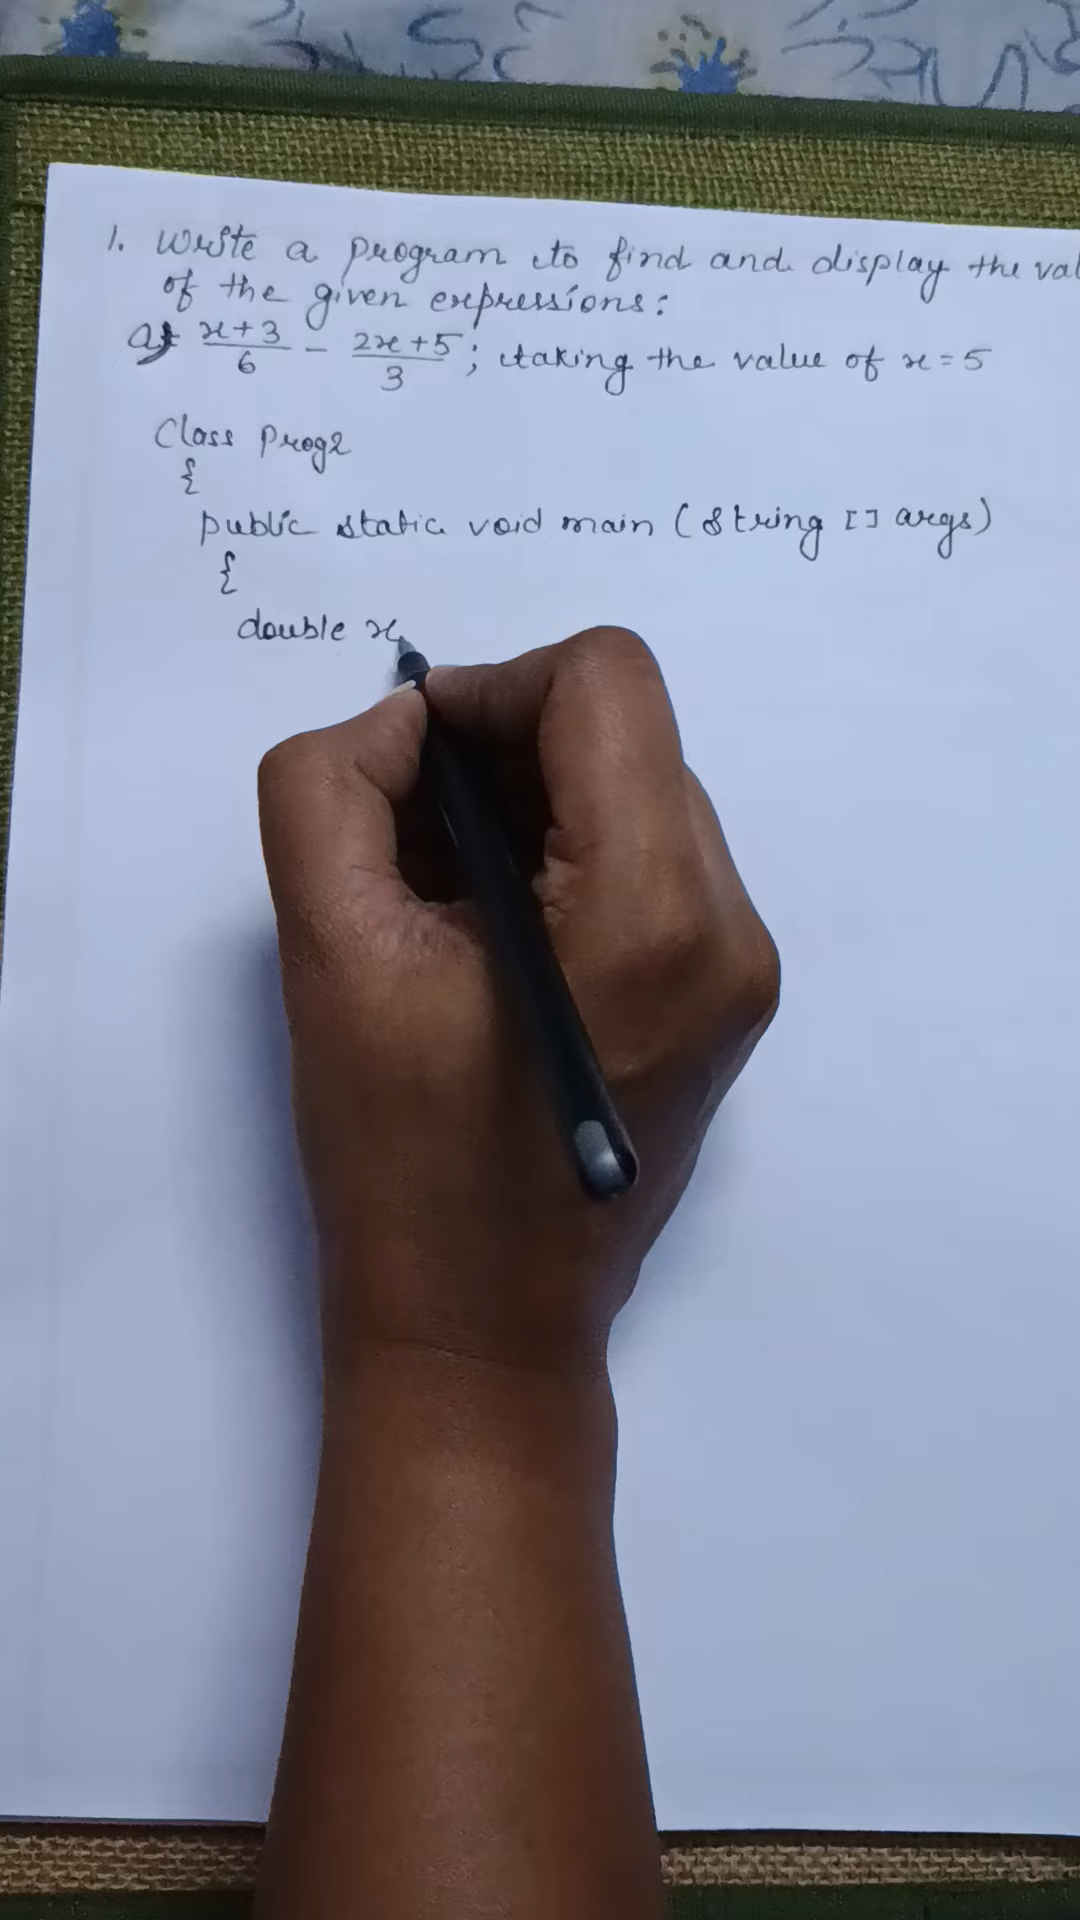 1. Write a program to find and display the val
of the given expressions:
a) x+3/6 - 2x+5/3; taking the value of x=5
Class Prog2
{
public static void main (String [] args)
{
double x